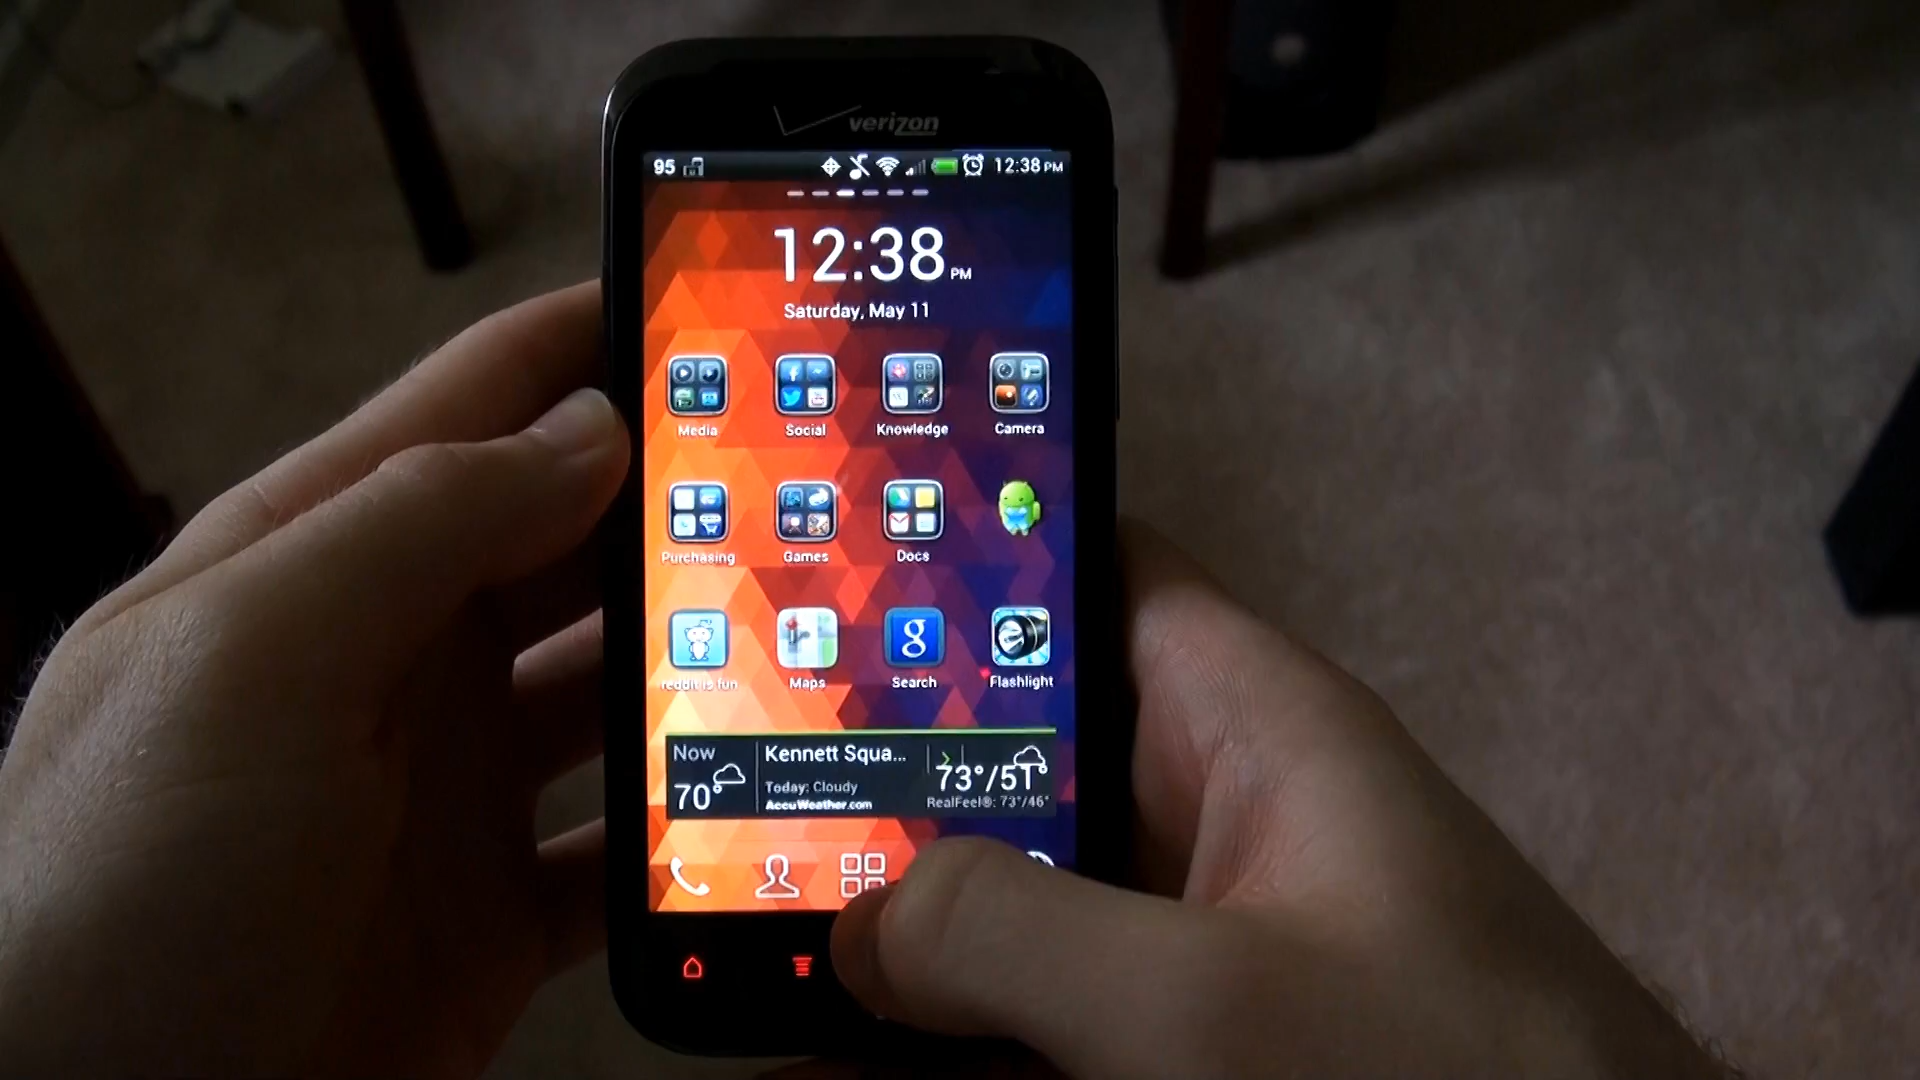 verizon
95 12:38 PM
12:38 PM
Saturday, May 11
Media Social Knowledge Camera
Purchasing Games Docs
reddit is fun Maps Search Flashlight
Now Kennett Squa... 73°/51°
70° Today: Cloudy
AccuWeather.com RealFeel®: 73°/46°